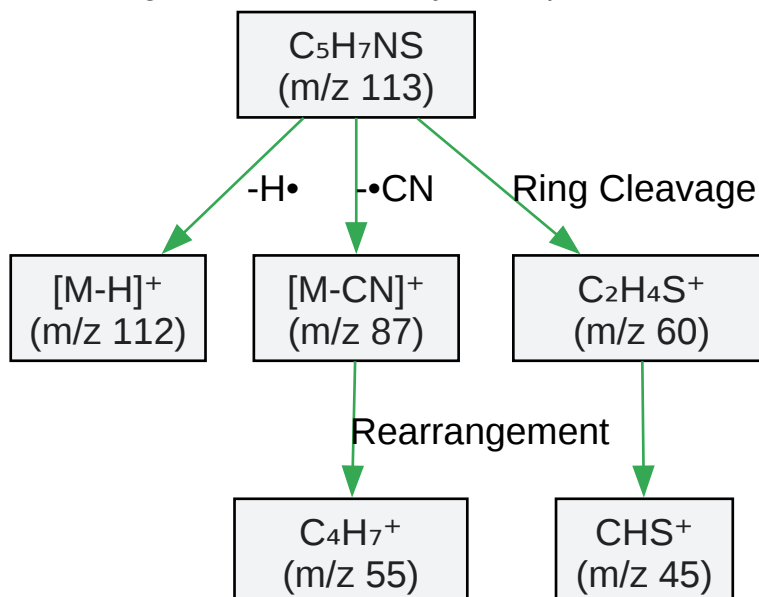 C₅H₇NS
(m/z 113)
-H•
-•CN
Ring Cleavage
[M-H]⁺
(m/z 112)
[M-CN]⁺
(m/z 87)
C₂H₄S⁺
(m/z 60)
Rearrangement
C₄H₇⁺
(m/z 55)
CHS⁺
(m/z 45)